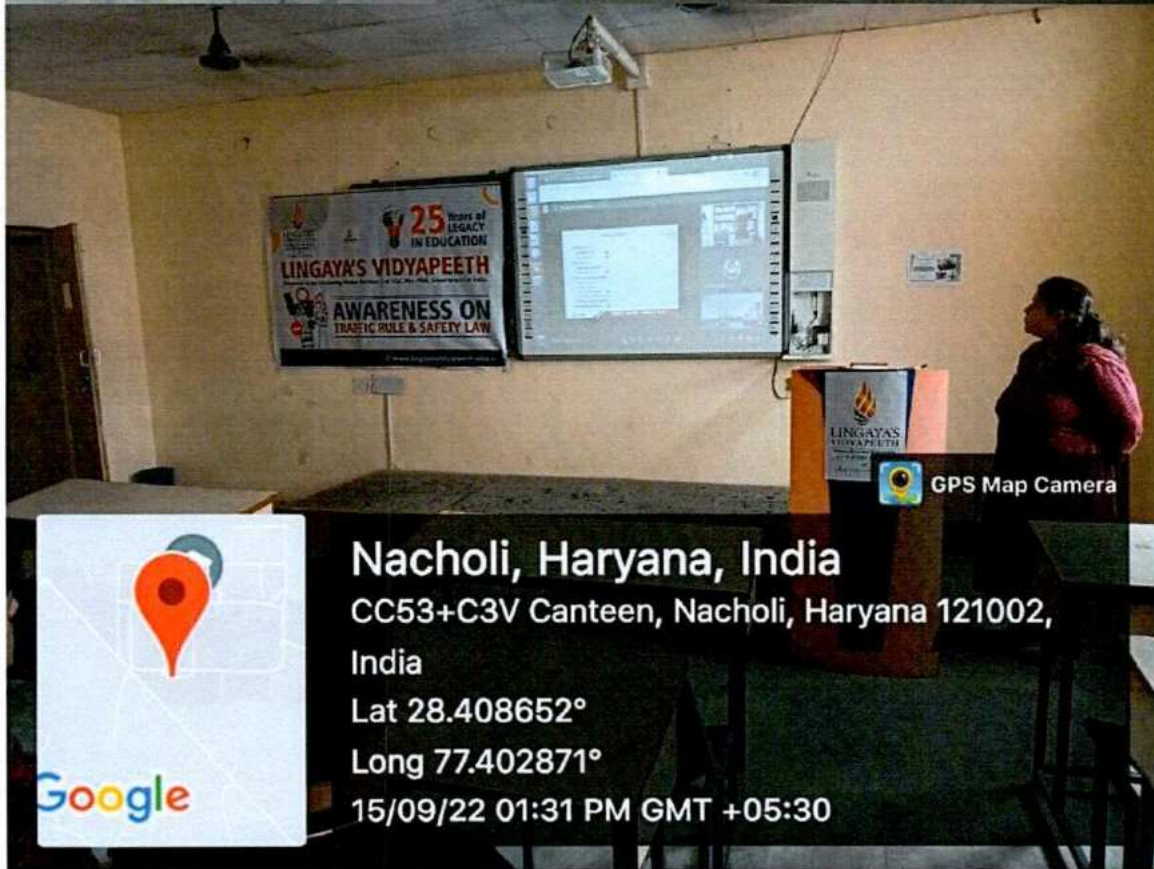 25 Years of
LEGACY
IN EDUCATION
LINGAYA'S VIDYAPEETH
AWARENESS ON
TRAFFIC RULE & SAFETY LAW
LINGAYA'S
VIDYAPEETH
GPS Map Camera
Nacholi, Haryana, India
CC53+C3V Canteen, Nacholi, Haryana 121002,
India
Lat 28.408652°
Long 77.402871°
15/09/22 01:31 PM GMT +05:30
Google